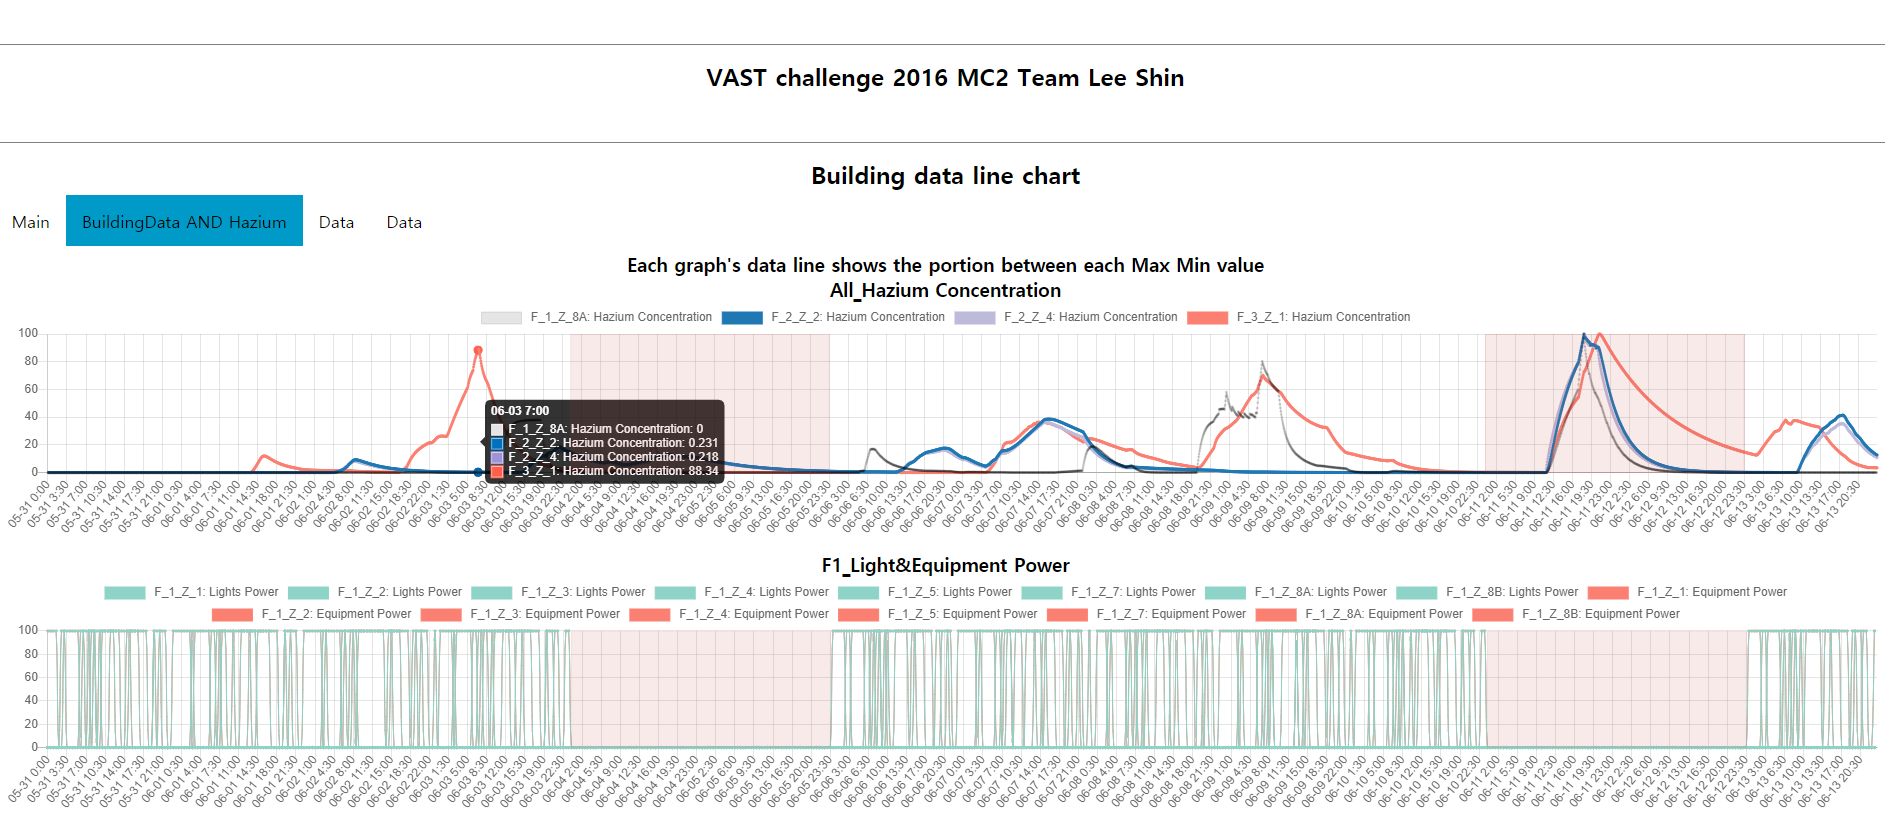 VAST challenge 2016 MC2 Team Lee Shin
Building data line chart
Main BuildingData AND Hazium Data Data
Each graph's data line shows the portion between each Max Min value
All_Hazium Concentration
F_1_Z_8A: Hazium Concentration F_2_Z_2: Hazium Concentration F_2_Z_4: Hazium Concentration F_3_Z_1: Hazium Concentration
100
80
60
40
20
0
06-03 7:00
F_1_Z_8A: Hazium Concentration: 0
F_2_Z_2: Hazium Concentration: 0.231
F_2_Z_4: Hazium Concentration: 0.218
F_3_Z_1: Hazium Concentration: 88.34
05-31 0:00 05-31 3:30 05-31 7:00 05-31 10:30 05-31 14:00 05-31 17:30 05-31 21:00 06-01 0:30 06-01 4:00 06-01 7:30 06-01 11:00 06-01 14:30 06-01 18:00 06-01 21:30 06-02 1:00 06-02 4:30 06-02 8:00 06-02 11:30 06-02 15:00 06-02 18:30 06-02 22:00 06-03 1:30 06-03 5:00 06-03 8:30 06-03 12:00 06-03 15:30 06-03 19:00 06-03 22:30 06-04 2:00 06-04 5:30 06-04 9:00 06-04 12:30 06-04 16:00 06-04 19:30 06-04 23:00 06-05 2:30 06-05 6:00 06-05 9:30 06-05 13:00 06-05 16:30 06-05 20:00 06-05 23:30 06-06 3:00 06-06 6:30 06-06 10:00 06-06 13:30 06-06 17:00 06-06 20:30 06-07 0:00 06-07 3:30 06-07 7:00 06-07 10:30 06-07 14:00 06-07 17:30 06-07 21:00 06-08 0:30 06-08 4:00 06-08 7:30 06-08 11:00 06-08 14:30 06-08 18:00 06-08 21:30 06-09 1:00 06-09 4:30 06-09 8:00 06-09 11:30 06-09 15:00 06-09 18:30 06-09 22:00 06-10 1:30 06-10 5:00 06-10 8:30 06-10 12:00 06-10 15:30 06-10 19:00 06-10 22:30 06-11 2:00 06-11 5:30 06-11 9:00 06-11 12:30 06-11 16:00 06-11 19:30 06-11 23:00 06-12 2:30 06-12 6:00 06-12 9:30 06-12 13:00 06-12 16:30 06-12 20:00 06-12 23:30 06-13 3:00 06-13 6:30 06-13 10:00 06-13 13:30 06-13 17:00 06-13 20:30
F1_Light&Equipment Power
F_1_Z_1: Lights Power F_1_Z_2: Lights Power F_1_Z_3: Lights Power F_1_Z_4: Lights Power F_1_Z_5: Lights Power F_1_Z_7: Lights Power F_1_Z_8A: Lights Power F_1_Z_8B: Lights Power F_1_Z_1: Equipment Power
F_1_Z_2: Equipment Power F_1_Z_3: Equipment Power F_1_Z_4: Equipment Power F_1_Z_5: Equipment Power F_1_Z_7: Equipment Power F_1_Z_8A: Equipment Power F_1_Z_8B: Equipment Power
100
80
60
40
20
0
05-31 0:00 05-31 3:30 05-31 7:00 05-31 10:30 05-31 14:00 05-31 17:30 05-31 21:00 06-01 0:30 06-01 4:00 06-01 7:30 06-01 11:00 06-01 14:30 06-01 18:00 06-01 21:30 06-02 1:00 06-02 4:30 06-02 8:00 06-02 11:30 06-02 15:00 06-02 18:30 06-02 22:00 06-03 1:30 06-03 5:00 06-03 8:30 06-03 12:00 06-03 15:30 06-03 19:00 06-03 22:30 06-04 2:00 06-04 5:30 06-04 9:00 06-04 12:30 06-04 16:00 06-04 19:30 06-04 23:00 06-05 2:30 06-05 6:00 06-05 9:30 06-05 13:00 06-05 16:30 06-05 20:00 06-05 23:30 06-06 3:00 06-06 6:30 06-06 10:00 06-06 13:30 06-06 17:00 06-06 20:30 06-07 0:00 06-07 3:30 06-07 7:00 06-07 10:30 06-07 14:00 06-07 17:30 06-07 21:00 06-08 0:30 06-08 4:00 06-08 7:30 06-08 11:00 06-08 14:30 06-08 18:00 06-08 21:30 06-09 1:00 06-09 4:30 06-09 8:00 06-09 11:30 06-09 15:00 06-09 18:30 06-09 22:00 06-10 1:30 06-10 5:00 06-10 8:30 06-10 12:00 06-10 15:30 06-10 19:00 06-10 22:30 06-11 2:00 06-11 5:30 06-11 9:00 06-11 12:30 06-11 16:00 06-11 19:30 06-11 23:00 06-12 2:30 06-12 6:00 06-12 9:30 06-12 13:00 06-12 16:30 06-12 20:00 06-12 23:30 06-13 3:00 06-13 6:30 06-13 10:00 06-13 13:30 06-13 17:00 06-13 20:30